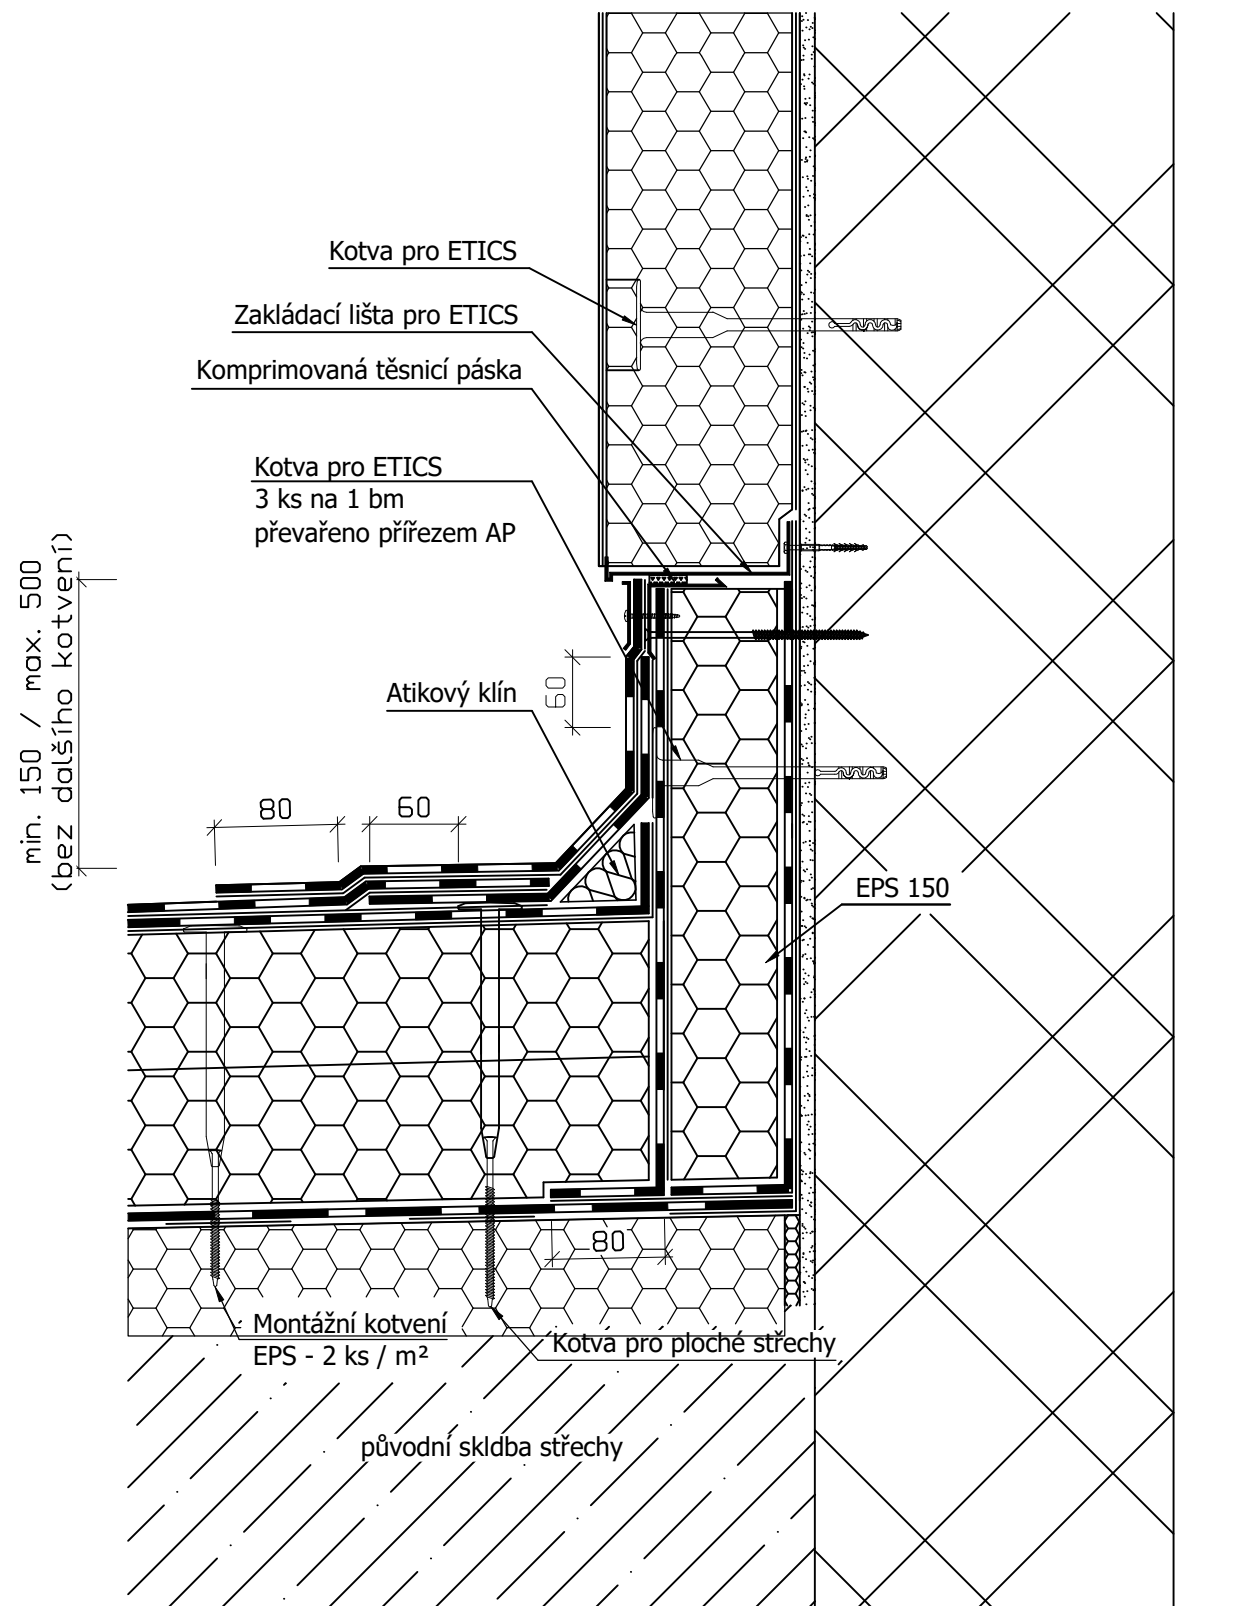 Kotva pro ETICS
Zakládací lišta pro ETICS
Komprimovaná těsnicí páska
Kotva pro ETICS
3 ks na 1 bm
převařeno přířezem AP
min. 150 / max. 500
(bez dalšího kotvení)
60
Atikový klín
80
60
EPS 150
80
Montážní kotvení
EPS - 2 ks / m²
Kotva pro ploché střechy
původní skldba střechy